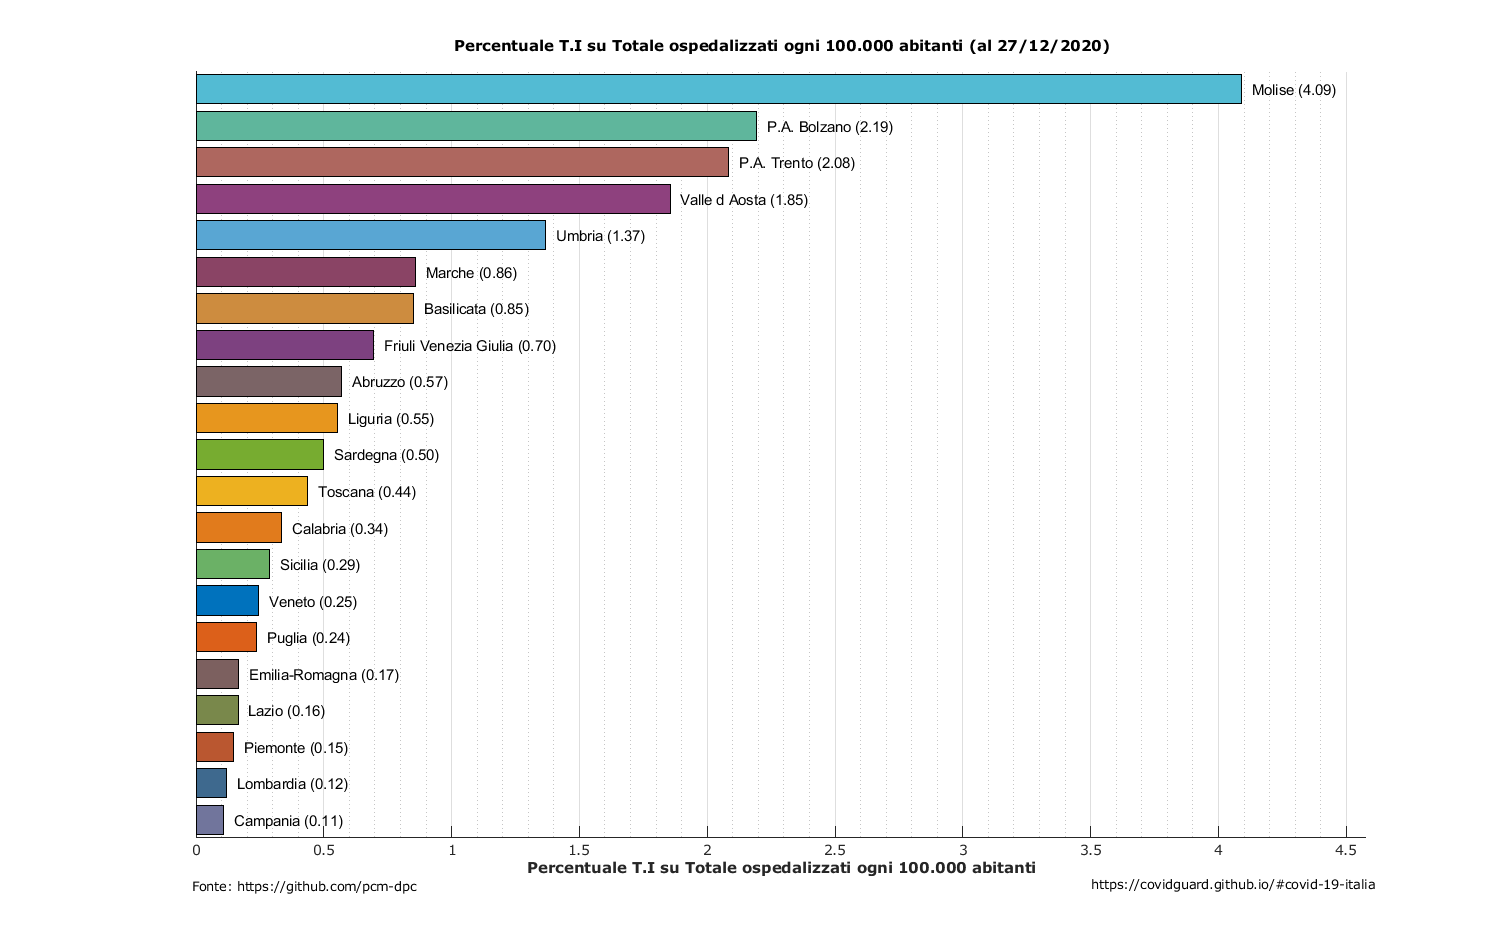 Percentuale T.I su Totale ospedalizzati ogni 100.000 abitanti (al 27/12/2020)
Molise (4.09)
P.A. Bolzano (2.19)
P.A. Trento (2.08)
Valle d Aosta (1.85)
Umbria (1.37)
Marche (0.86)
Basilicata (0.85)
Friuli Venezia Giulia (0.70)
Abruzzo (0.57)
Liguria (0.55)
Sardegna (0.50)
Toscana (0.44)
Calabria (0.34)
Sicilia (0.29)
Veneto (0.25)
Puglia (0.24)
Emilia-Romagna (0.17)
Lazio (0.16)
Piemonte (0.15)
Lombardia (0.12)
Campania (0.11)
0 0.5 1 1.5 2 2.5 3 3.5 4 4.5
Percentuale T.I su Totale ospedalizzati ogni 100.000 abitanti
Fonte: https://github.com/pcm-dpc
https://covidguard.github.io/#covid-19-italia